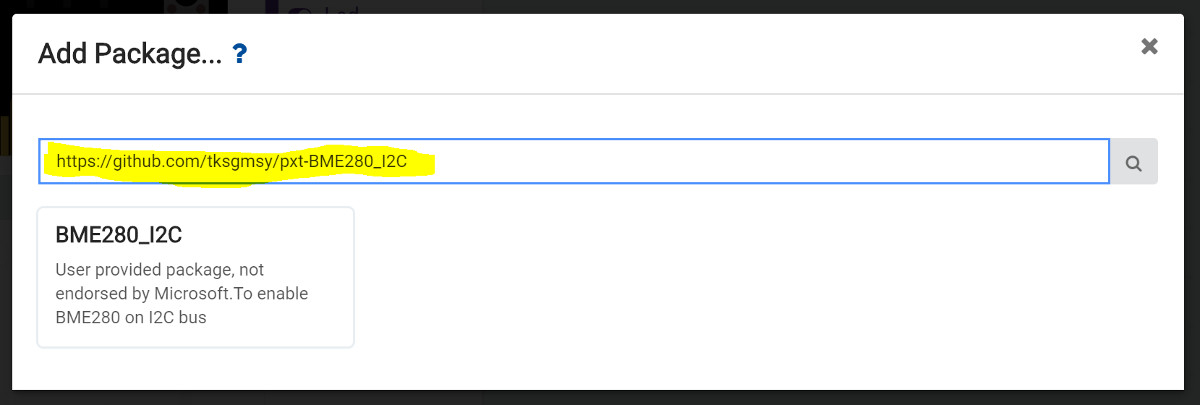 Add Package... ?
https://github.com/tksgmsy/pxt-BME280_I2C
BME280_I2C
User provided package, not
endorsed by Microsoft.To enable
BME280 on I2C bus